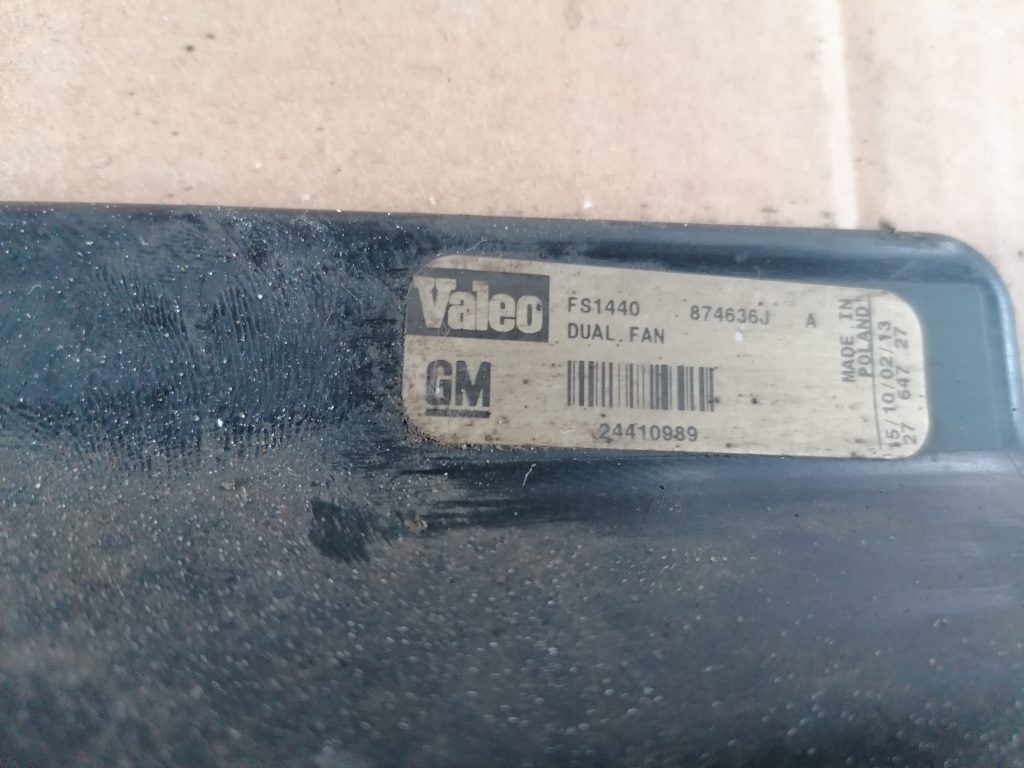 Valeo
FS1440 874636J A
DUAL FAN
GM
24410989
MADE IN
POLAND
15/10/02/13
27 647 27